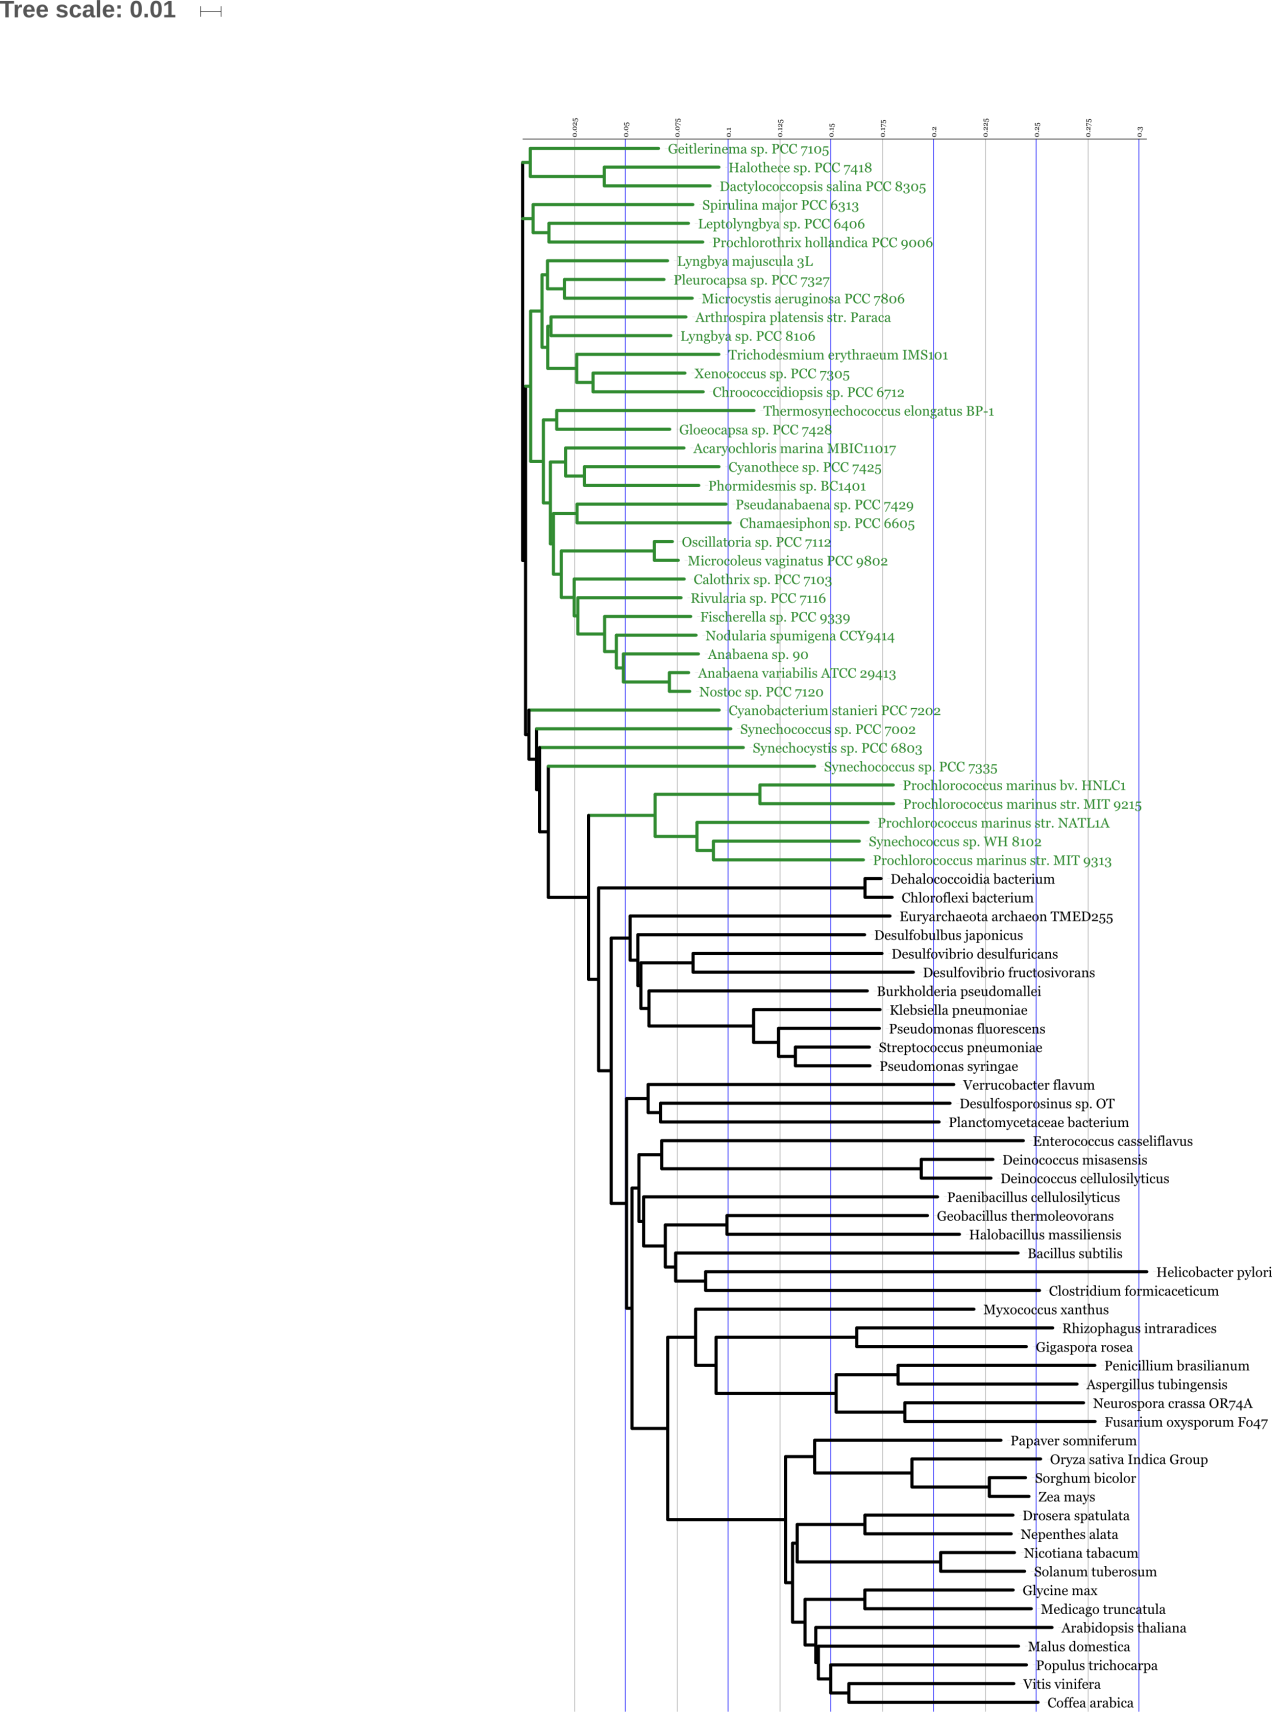 Tree scale: 0.01
0.025 0.05 0.075 0.1 0.125 0.15 0.175 0.2 0.225 0.25 0.275 0.3
Geitlerinema sp. PCC 7105
Halothece sp. PCC 7418
Dactylococcopsis salina PCC 8305
Spirulina major PCC 6313
Leptolyngbya sp. PCC 6406
Prochlorothrix hollandica PCC 9006
Lyngbya majuscula 3L
Pleurocapsa sp. PCC 7327
Microcystis aeruginosa PCC 7806
Arthrospira platensis str. Paraca
Lyngbya sp. PCC 8106
Trichodesmium erythraeum IMS101
Xenococcus sp. PCC 7305
Chroococcidiopsis sp. PCC 6712
Thermosynechococcus elongatus BP-1
Gloeocapsa sp. PCC 7428
Acaryochloris marina MBIC11017
Cyanothece sp. PCC 7425
Phormidesmis sp. BC1401
Pseudanabaena sp. PCC 7429
Chamaesiphon sp. PCC 6605
Oscillatoria sp. PCC 7112
Microcoleus vaginatus PCC 9802
Calothrix sp. PCC 7103
Rivularia sp. PCC 7116
Fischerella sp. PCC 9339
Nodularia spumigena CCY9414
Anabaena sp. 90
Anabaena variabilis ATCC 29413
Nostoc sp. PCC 7120
Cyanobacterium stanieri PCC 7202
Synechococcus sp. PCC 7002
Synechocystis sp. PCC 6803
Synechococcus sp. PCC 7335
Prochlorococcus marinus bv. HNLC1
Prochlorococcus marinus str. MIT 9215
Prochlorococcus marinus str. NATL1A
Synechococcus sp. WH 8102
Prochlorococcus marinus str. MIT 9313
Dehalococcoidia bacterium
Chloroflexi bacterium
Euryarchaeota archaeon TMED255
Desulfobulbus japonicus
Desulfovibrio desulfuricans
Desulfovibrio fructosivorans
Burkholderia pseudomallei
Klebsiella pneumoniae
Pseudomonas fluorescens
Streptococcus pneumoniae
Pseudomonas syringae
Verrucobacter flavum
Desulfosporosinus sp. OT
Planctomycetaceae bacterium
Enterococcus casseliflavus
Deinococcus misasensis
Deinococcus cellulosilyticus
Paenibacillus cellulosilyticus
Geobacillus thermoleovorans
Halobacillus massiliensis
Bacillus subtilis
Helicobacter pylori
Clostridium formicaceticum
Myxococcus xanthus
Rhizophagus intraradices
Gigaspora rosea
Penicillium brasilianum
Aspergillus tubingensis
Neurospora crassa OR74A
Fusarium oxysporum Fo47
Papaver somniferum
Oryza sativa Indica Group
Sorghum bicolor
Zea mays
Drosera spatulata
Nepenthes alata
Nicotiana tabacum
Solanum tuberosum
Glycine max
Medicago truncatula
Arabidopsis thaliana
Malus domestica
Populus trichocarpa
Vitis vinifera
Coffea arabica